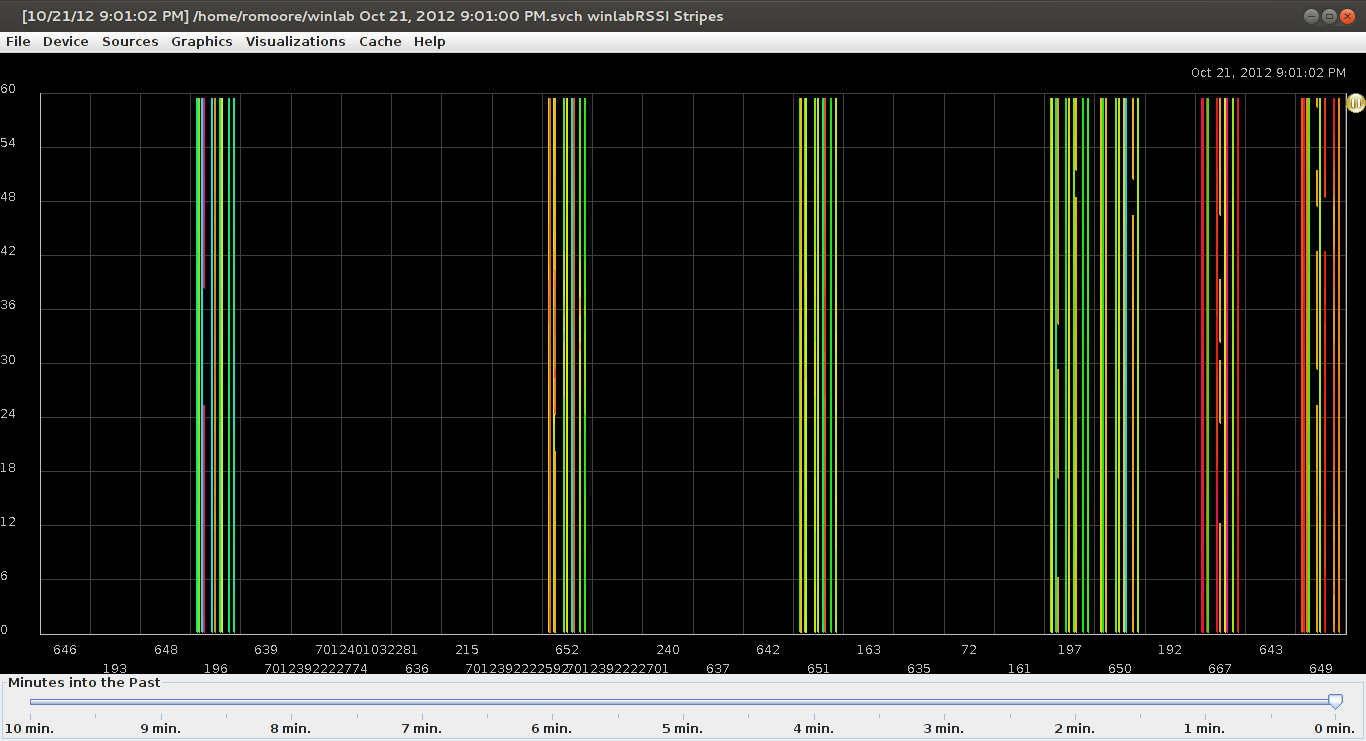 [10/21/12 9:01:02 PM] /home/romoore/winlab Oct 21, 2012 9:01:00 PM.svch winlabRSSI Stripes
File Device Sources Graphics Visualizations Cache Help
Oct 21, 2012 9:01:02 PM
60
54
48
42
36
30
24
18
12
6
0
646 648 639 7012401032281 215 652 240 642 163 72 197 192 643
193 196 7012392222774 636 7012392222592 7012392222701 637 651 635 161 650 667 649
Minutes into the Past
10 min. 9 min. 8 min. 7 min. 6 min. 5 min. 4 min. 3 min. 2 min. 1 min. 0 min.